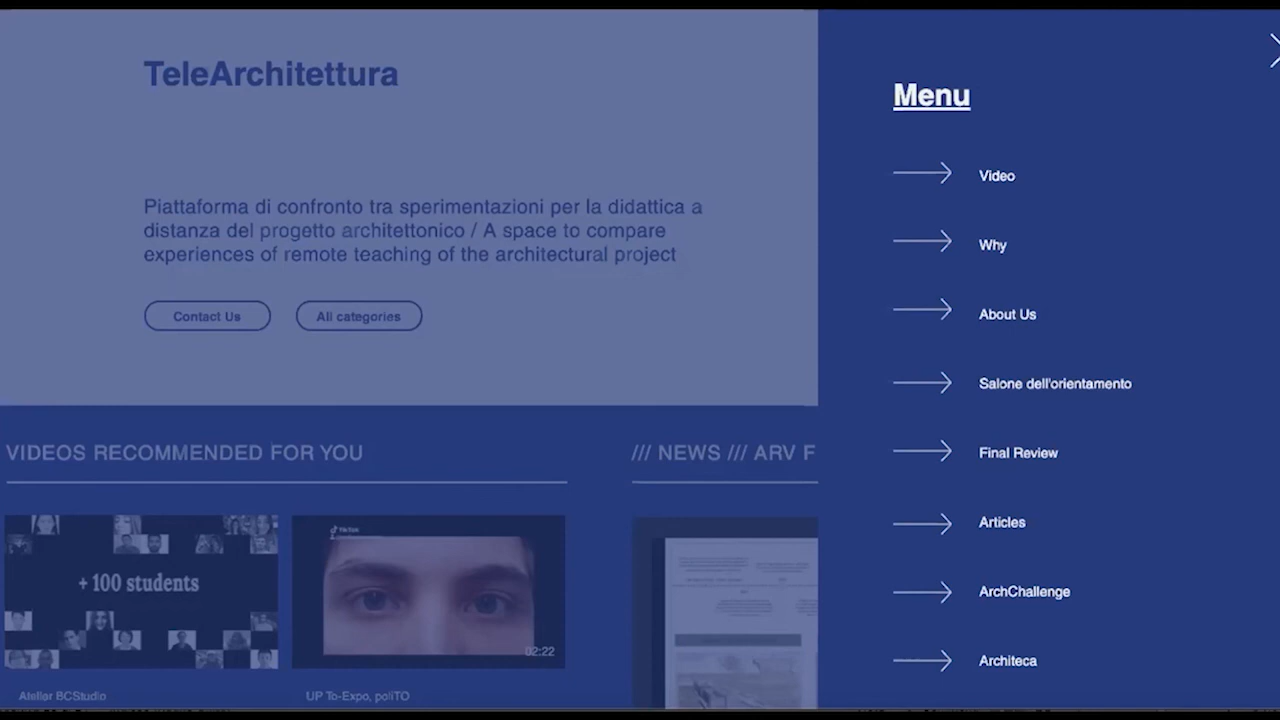 TeleArchitettura
Piattaforma di confronto tra sperimentazioni per la didattica a
distanza del progetto architettonico / A space to compare
experiences of remote teaching of the architectural project
Contact Us
All categories
VIDEOS RECOMMENDED FOR YOU
/// NEWS /// ARV F
+ 100 students
TikTok
02:22
Atelier BCStudio
UP To-Expo, poliTO
Menu
Video
Why
About Us
Salone dell'orientamento
Final Review
Articles
ArchChallenge
Architeca